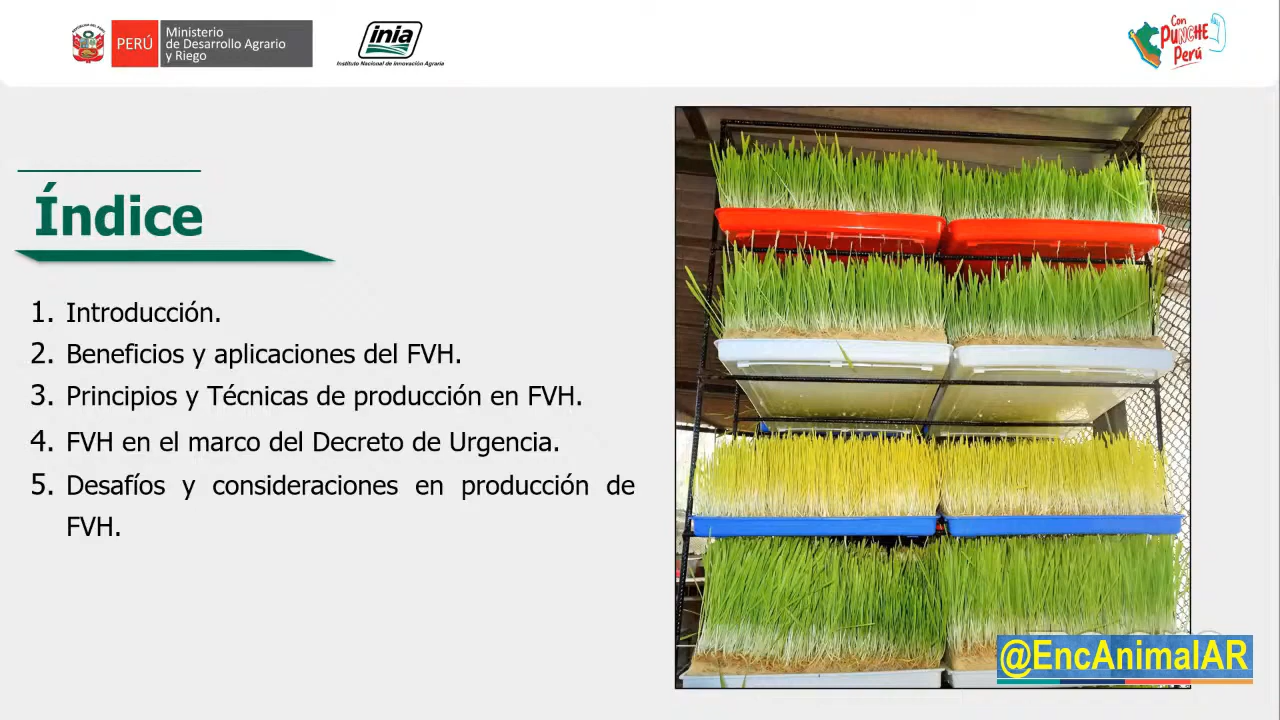 PERÚ
Ministerio
de Desarrollo Agrario
y Riego
inia
Instituto Nacional de Innovación Agraria
Con
PUNCHE
Perú
Índice
1. Introducción.
2. Beneficios y aplicaciones del FVH.
3. Principios y Técnicas de producción en FVH.
4. FVH en el marco del Decreto de Urgencia.
5. Desafíos y consideraciones en producción de
FVH.
@EncAnimalAR